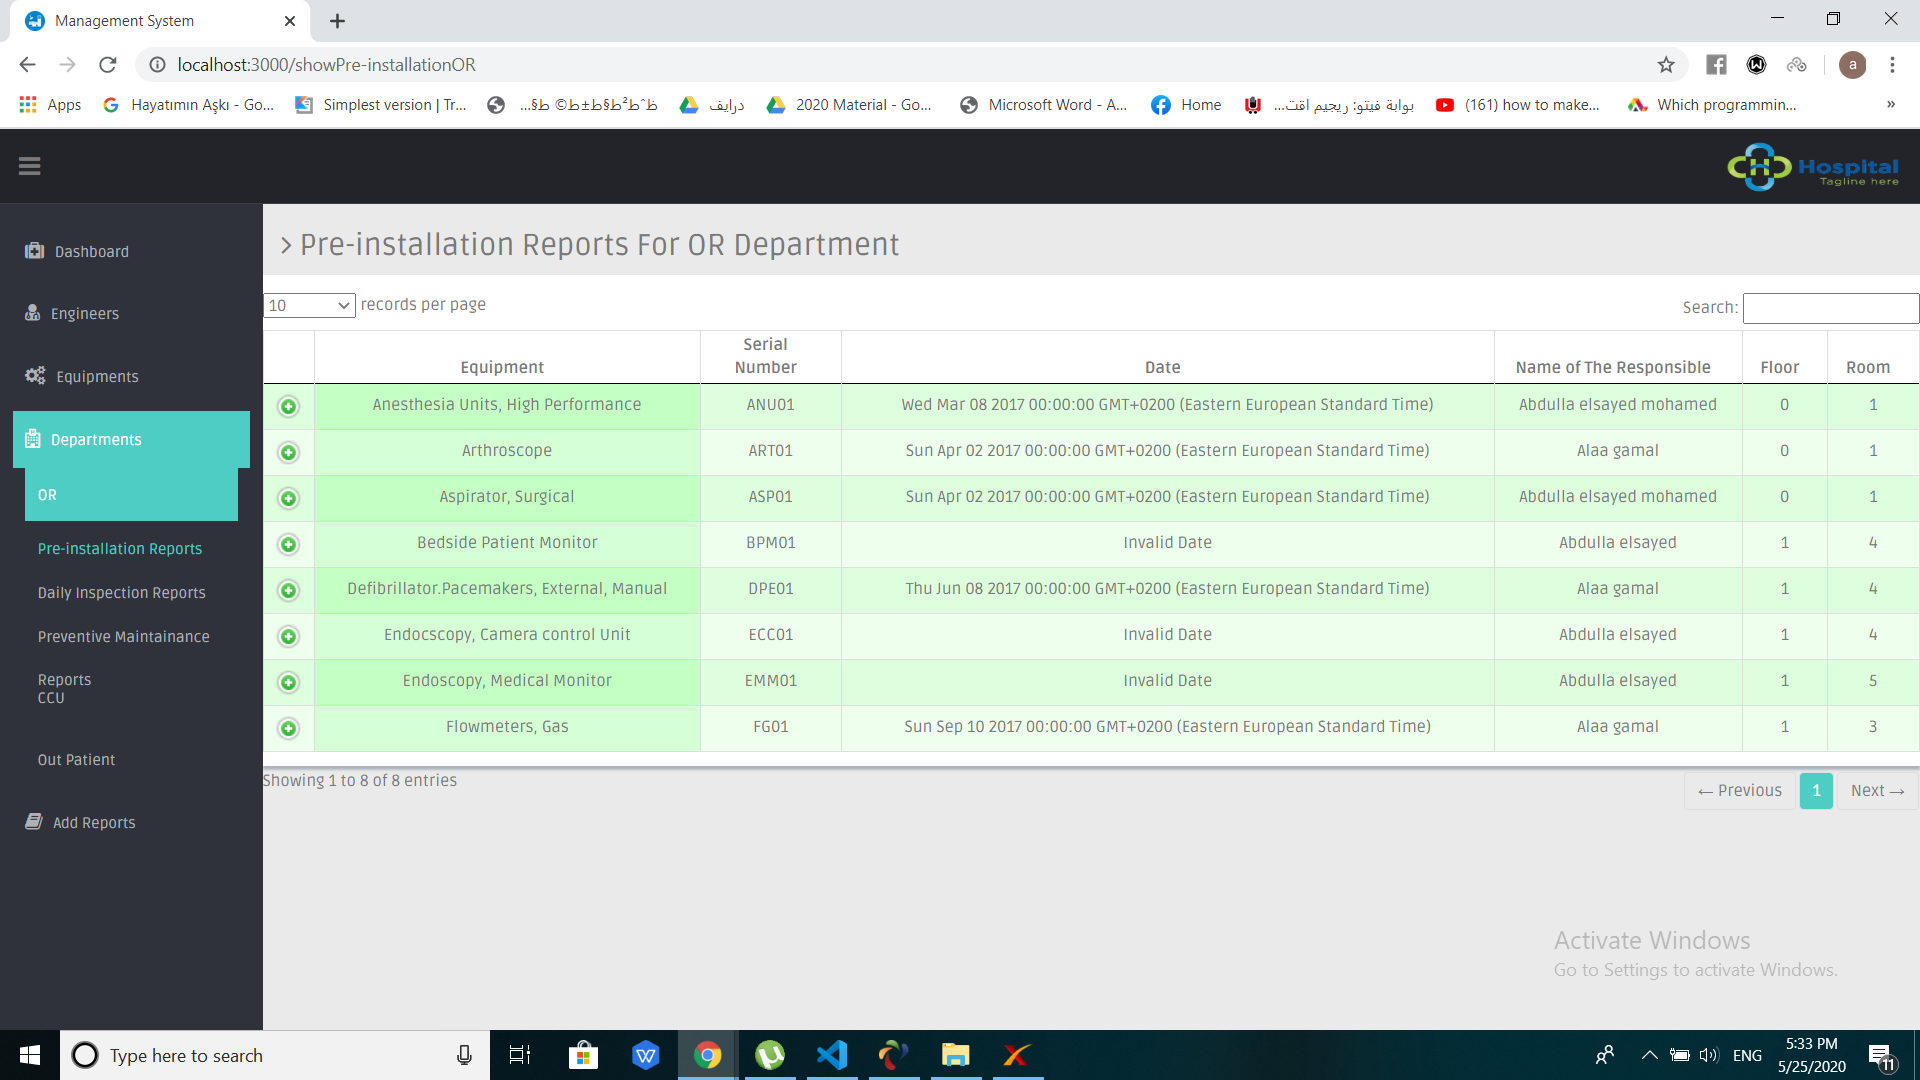 Management System
localhost:3000/showPre-installationOR
Apps
Hayatımın Aşkı - Go...
Simplest version | Tr...
درايف
2020 Material - Go...
Microsoft Word - A...
Home
بوابة فيتو: ريجيم اقت...
(161) how to make...
Which programmin...
»
Hospital
Tagline here
Dashboard
Engineers
Equipments
Departments
OR
Pre-installation Reports
Daily Inspection Reports
Preventive Maintainance
Reports
CCU
Out Patient
Add Reports
Pre-installation Reports For OR Department
10 records per page
Search:
Equipment Serial Number Date Name of The Responsible Floor Room
Anesthesia Units, High Performance ANU01 Wed Mar 08 2017 00:00:00 GMT+0200 (Eastern European Standard Time) Abdulla elsayed mohamed 0 1
Arthroscope ART01 Sun Apr 02 2017 00:00:00 GMT+0200 (Eastern European Standard Time) Alaa gamal 0 1
Aspirator, Surgical ASP01 Sun Apr 02 2017 00:00:00 GMT+0200 (Eastern European Standard Time) Abdulla elsayed mohamed 0 1
Bedside Patient Monitor BPM01 Invalid Date Abdulla elsayed 1 4
Defibrillator.Pacemakers, External, Manual DPE01 Thu Jun 08 2017 00:00:00 GMT+0200 (Eastern European Standard Time) Alaa gamal 1 4
Endocscopy, Camera control Unit ECC01 Invalid Date Abdulla elsayed 1 4
Endoscopy, Medical Monitor EMM01 Invalid Date Abdulla elsayed 1 5
Flowmeters, Gas FG01 Sun Sep 10 2017 00:00:00 GMT+0200 (Eastern European Standard Time) Alaa gamal 1 3
Showing 1 to 8 of 8 entries
← Previous 1 Next →
Activate Windows
Go to Settings to activate Windows.
Type here to search
ENG
5:33 PM
5/25/2020
11